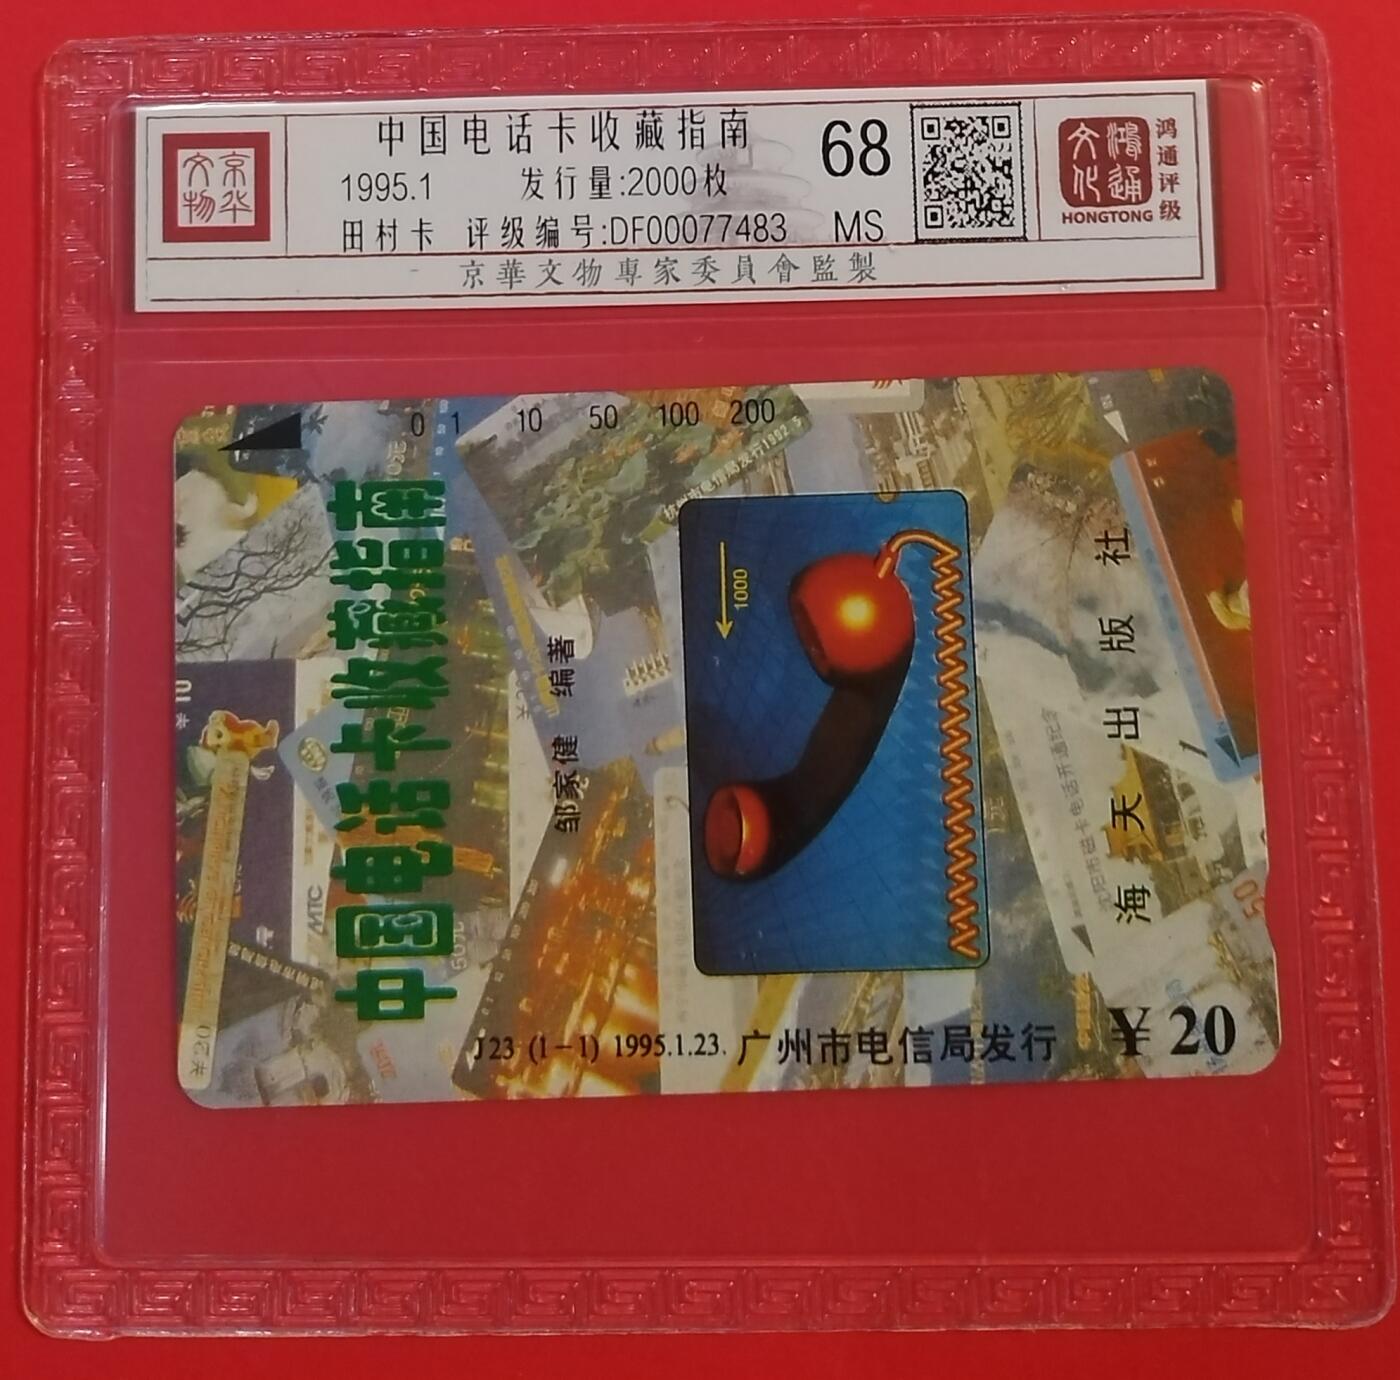 京华文物
中国电话卡收藏指南
1995.1 发行量:2000枚
田村卡 评级编号:DF00077483
68
MS
鸿通文化
HONGTONG
鸿通评级
京華文物專家委員會監製
0 1 10 50 100 200
中国电话卡收藏指南
邹家健 编著
1000
海天出版社
J23 (1-1) 1995.1.23. 广州市电信局发行
¥20